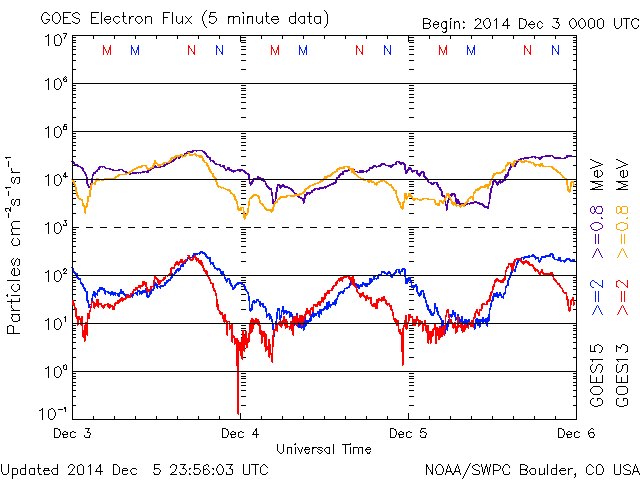 GOES Electron Flux (5 minute data)
Begin: 2014 Dec 3 0000 UTC
10⁷
M M N N M M N N M M N N
10⁶
10⁵
10⁴
10³
10²
10¹
10⁰
10⁻¹
Particles cm⁻²s⁻¹sr⁻¹
Dec 3 Dec 4 Dec 5 Dec 6
Universal Time
GOES15 >=2 >=0.8 MeV
GOES13 >=2 >=0.8 MeV
Updated 2014 Dec 5 23:56:03 UTC
NOAA/SWPC Boulder, CO USA